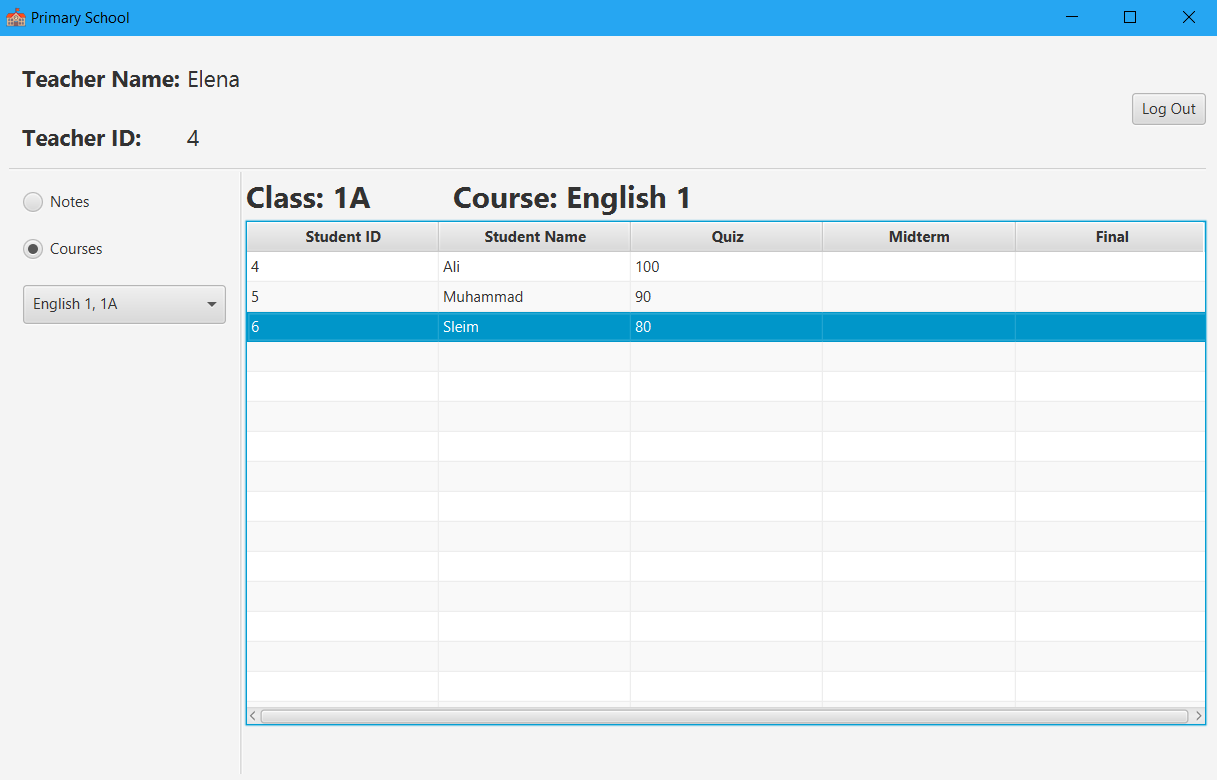 Primary School
Teacher Name: Elena
Log Out
Teacher ID: 4
Notes
Courses
English 1, 1A
Class: 1A Course: English 1
Student ID Student Name Quiz Midterm Final
4 Ali 100
5 Muhammad 90
6 Sleim 80